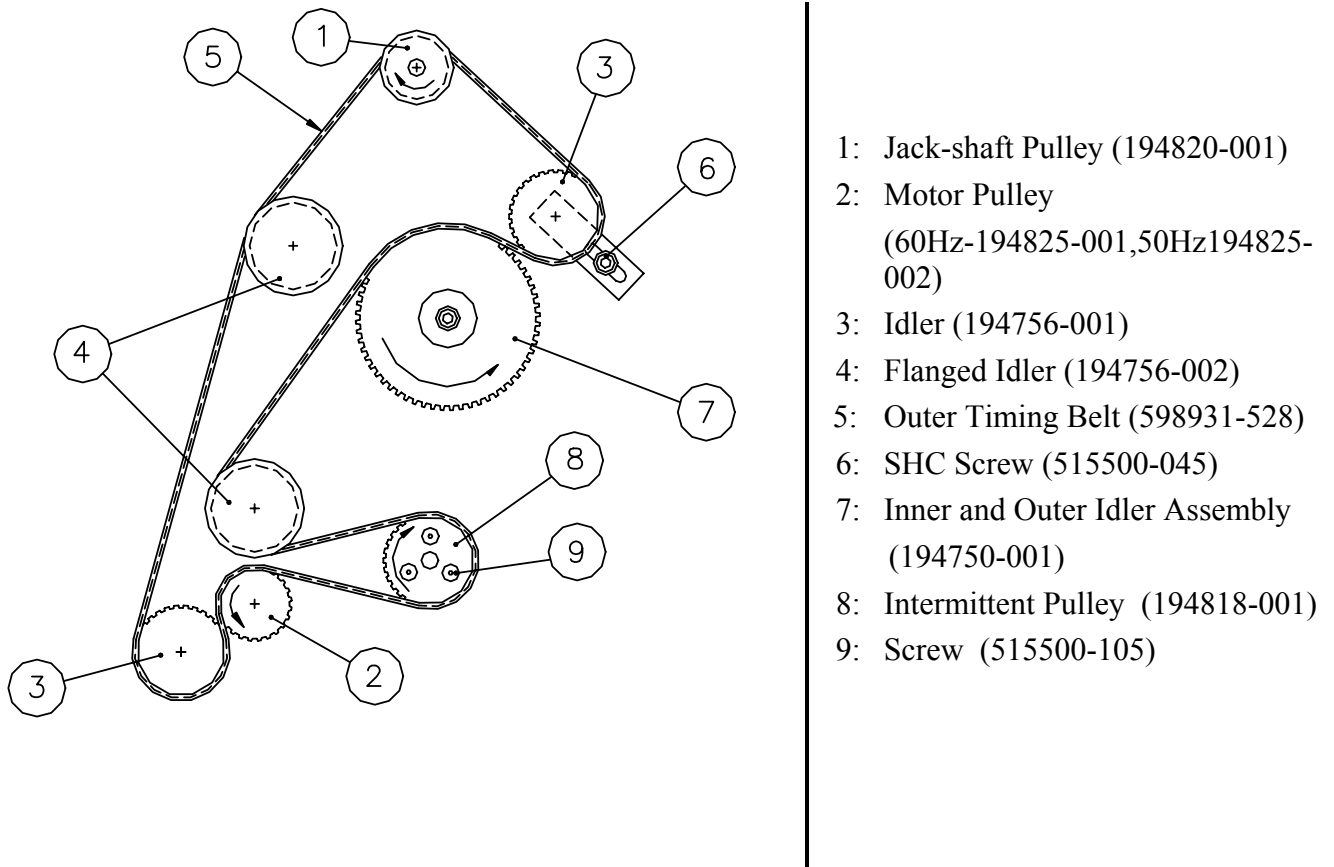 1
5
3
6
4
7
8
9
3
2
1: Jack-shaft Pulley (194820-001)
2: Motor Pulley
(60Hz-194825-001,50Hz194825-
002)
3: Idler (194756-001)
4: Flanged Idler (194756-002)
5: Outer Timing Belt (598931-528)
6: SHC Screw (515500-045)
7: Inner and Outer Idler Assembly
(194750-001)
8: Intermittent Pulley (194818-001)
9: Screw (515500-105)